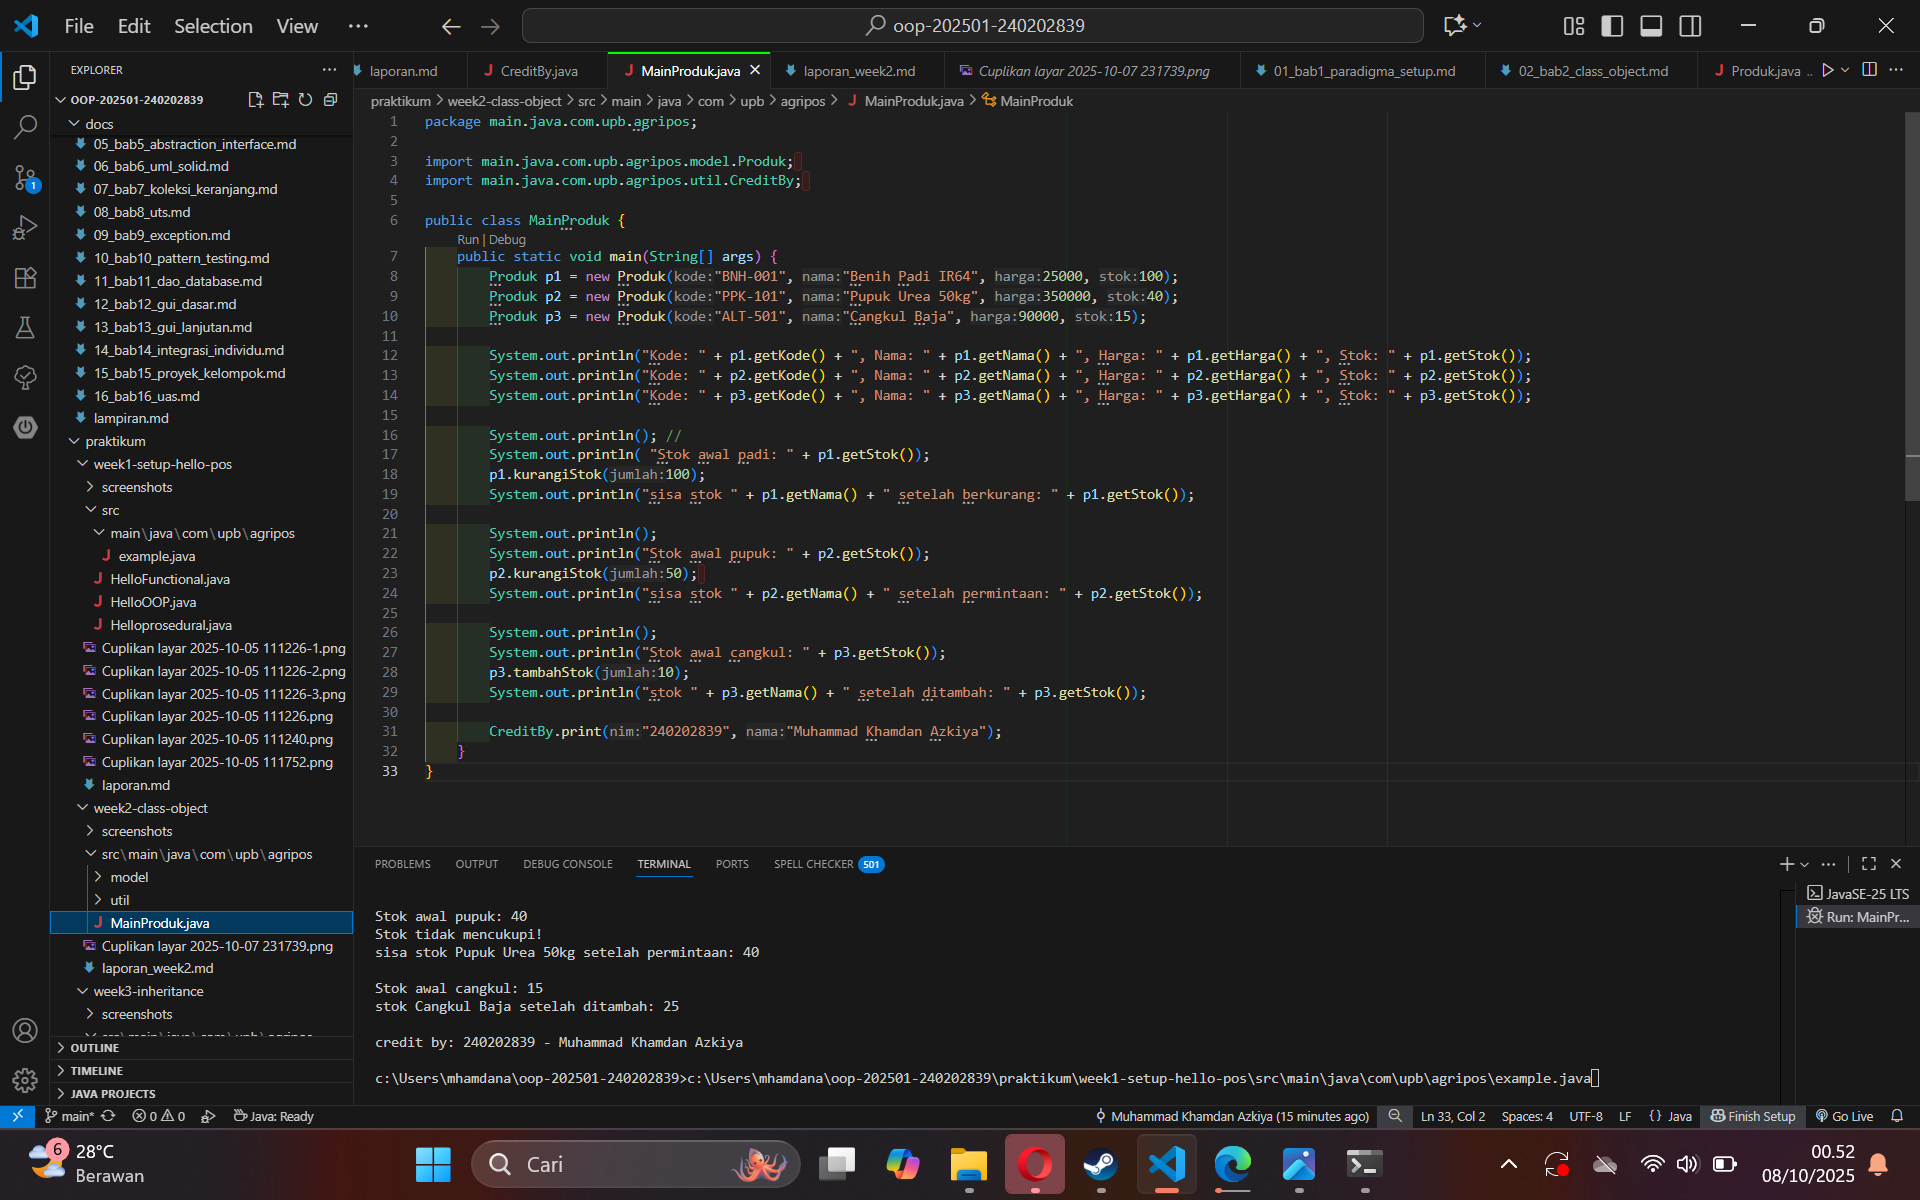 File Edit Selection View ···
oop-202501-240202839
EXPLORER
OOP-202501-240202839
docs
05_bab5_abstraction_interface.md
06_bab6_uml_solid.md
07_bab7_koleksi_keranjang.md
08_bab8_uts.md
09_bab9_exception.md
10_bab10_pattern_testing.md
11_bab11_dao_database.md
12_bab12_gui_dasar.md
13_bab13_gui_lanjutan.md
14_bab14_integrasi_individu.md
15_bab15_proyek_kelompok.md
16_bab16_uas.md
lampiran.md
praktikum
week1-setup-hello-pos
screenshots
src
main\java\com\upb\agripos
example.java
HelloFunctional.java
HelloOOP.java
Helloprosedural.java
Cuplikan layar 2025-10-05 111226-1.png
Cuplikan layar 2025-10-05 111226-2.png
Cuplikan layar 2025-10-05 111226-3.png
Cuplikan layar 2025-10-05 111226.png
Cuplikan layar 2025-10-05 111240.png
Cuplikan layar 2025-10-05 111752.png
laporan.md
week2-class-object
screenshots
src\main\java\com\upb\agripos
model
util
MainProduk.java
Cuplikan layar 2025-10-07 231739.png
laporan_week2.md
week3-inheritance
screenshots
OUTLINE
TIMELINE
JAVA PROJECTS
1
laporan.md CreditBy.java MainProduk.java laporan_week2.md Cuplikan layar 2025-10-07 231739.png 01_bab1_paradigma_setup.md 02_bab2_class_object.md Produk.java ..
praktikum > week2-class-object > src > main > java > com > upb > agripos > MainProduk.java > MainProduk
1 package main.java.com.upb.agripos;
2
3 import main.java.com.upb.agripos.model.Produk;
4 import main.java.com.upb.agripos.util.CreditBy;
5
6 public class MainProduk {
Run | Debug
7 public static void main(String[] args) {
8 Produk p1 = new Produk(kode:"BNH-001", nama:"Benih Padi IR64", harga:25000, stok:100);
9 Produk p2 = new Produk(kode:"PPK-101", nama:"Pupuk Urea 50kg", harga:350000, stok:40);
10 Produk p3 = new Produk(kode:"ALT-501", nama:"Cangkul Baja", harga:90000, stok:15);
11
12 System.out.println("Kode: " + p1.getKode() + ", Nama: " + p1.getNama() + ", Harga: " + p1.getHarga() + ", Stok: " + p1.getStok());
13 System.out.println("Kode: " + p2.getKode() + ", Nama: " + p2.getNama() + ", Harga: " + p2.getHarga() + ", Stok: " + p2.getStok());
14 System.out.println("Kode: " + p3.getKode() + ", Nama: " + p3.getNama() + ", Harga: " + p3.getHarga() + ", Stok: " + p3.getStok());
15
16 System.out.println(); //
17 System.out.println( "Stok awal padi: " + p1.getStok());
18 p1.kurangiStok(jumlah:100);
19 System.out.println("sisa stok " + p1.getNama() + " setelah berkurang: " + p1.getStok());
20
21 System.out.println();
22 System.out.println("Stok awal pupuk: " + p2.getStok());
23 p2.kurangiStok(jumlah:50);
24 System.out.println("sisa stok " + p2.getNama() + " setelah permintaan: " + p2.getStok());
25
26 System.out.println();
27 System.out.println("Stok awal cangkul: " + p3.getStok());
28 p3.tambahStok(jumlah:10);
29 System.out.println("stok " + p3.getNama() + " setelah ditambah: " + p3.getStok());
30
31 CreditBy.print(nim:"240202839", nama:"Muhammad Khamdan Azkiya");
32 }
33 }
PROBLEMS OUTPUT DEBUG CONSOLE TERMINAL PORTS SPELL CHECKER 501
Stok awal pupuk: 40
Stok tidak mencukupi!
sisa stok Pupuk Urea 50kg setelah permintaan: 40
Stok awal cangkul: 15
stok Cangkul Baja setelah ditambah: 25
credit by: 240202839 - Muhammad Khamdan Azkiya
c:\Users\mhamdana\oop-202501-240202839>c:\Users\mhamdana\oop-202501-240202839\praktikum\week1-setup-hello-pos\src\main\java\com\upb\agripos\example.java
JavaSE-25 LTS
Run: MainPr...
main* 0 0 Java: Ready Muhammad Khamdan Azkiya (15 minutes ago) Ln 33, Col 2 Spaces: 4 UTF-8 LF {} Java Finish Setup Go Live
6
28°C
Berawan
Cari
00.52
08/10/2025